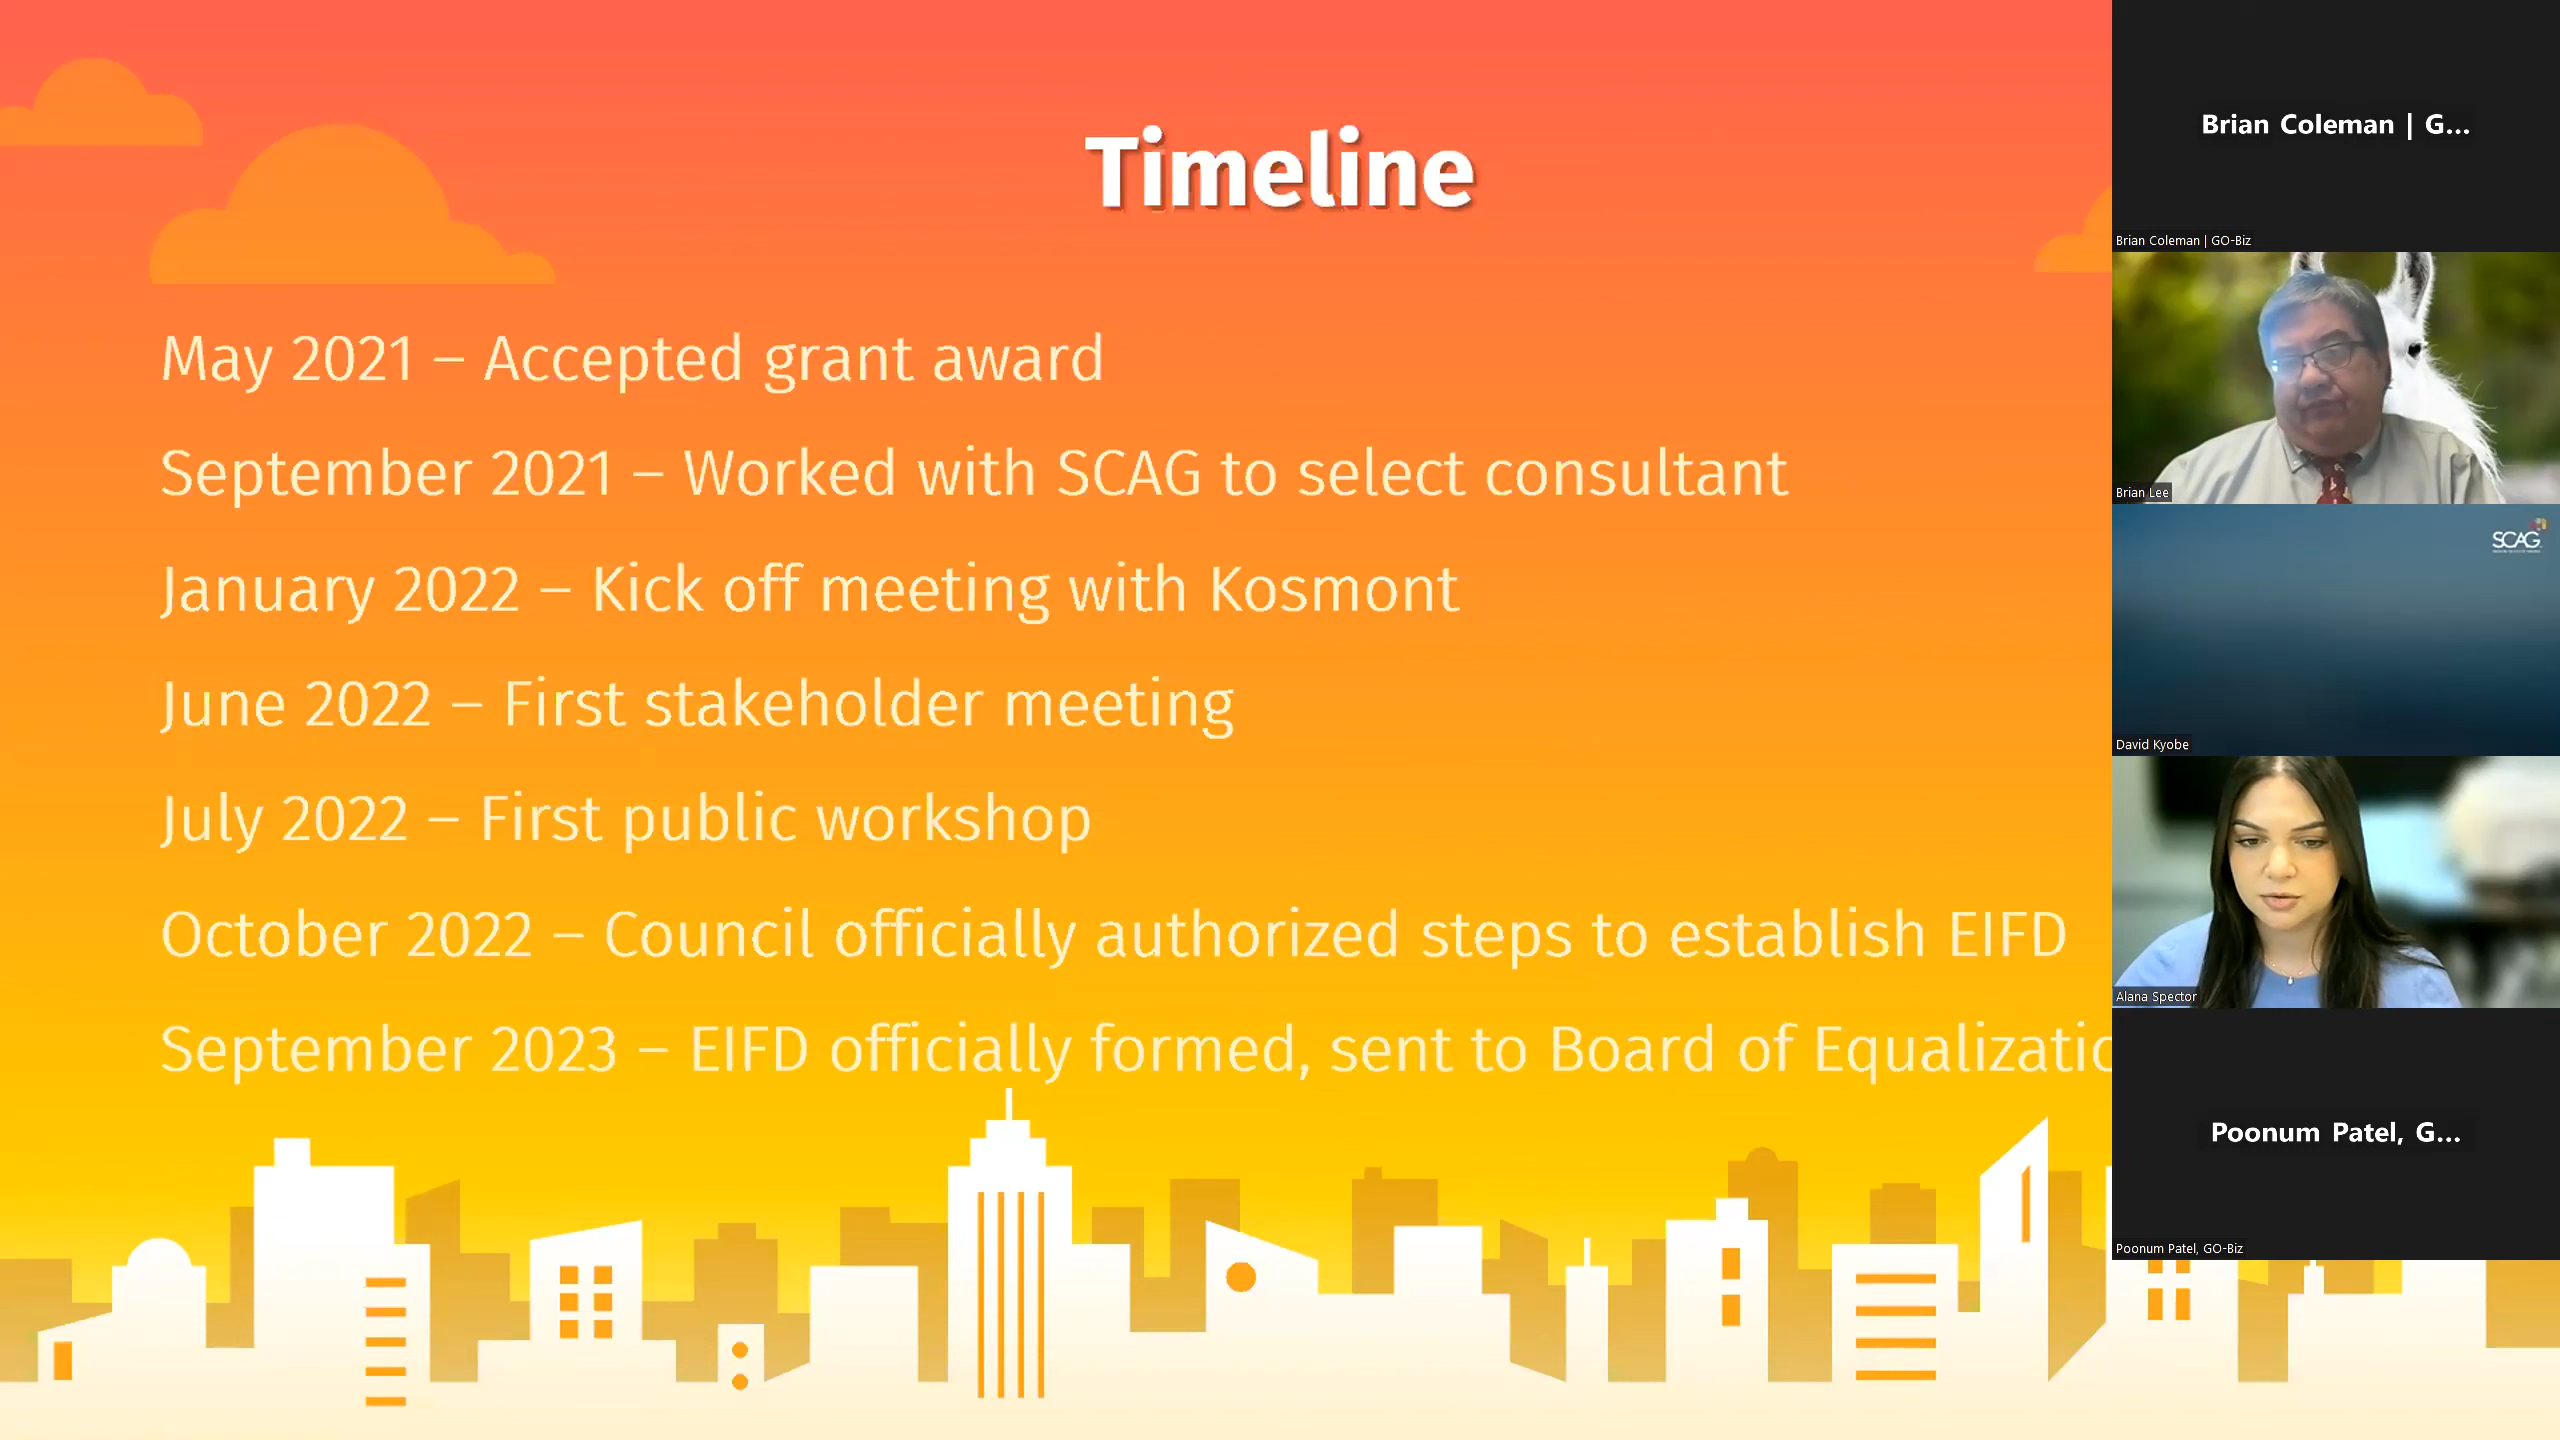 Timeline
May 2021 – Accepted grant award
September 2021 – Worked with SCAG to select consultant
January 2022 – Kick off meeting with Kosmont
June 2022 – First stakeholder meeting
July 2022 – First public workshop
October 2022 – Council officially authorized steps to establish EIFD
September 2023 – EIFD officially formed, sent to Board of Equalizatio
Brian Coleman | G...
Brian Coleman | GO-Biz
Brian Lee
SCAG
David Kyobe
Alana Spector
Poonum Patel, G...
Poonum Patel, GO-Biz